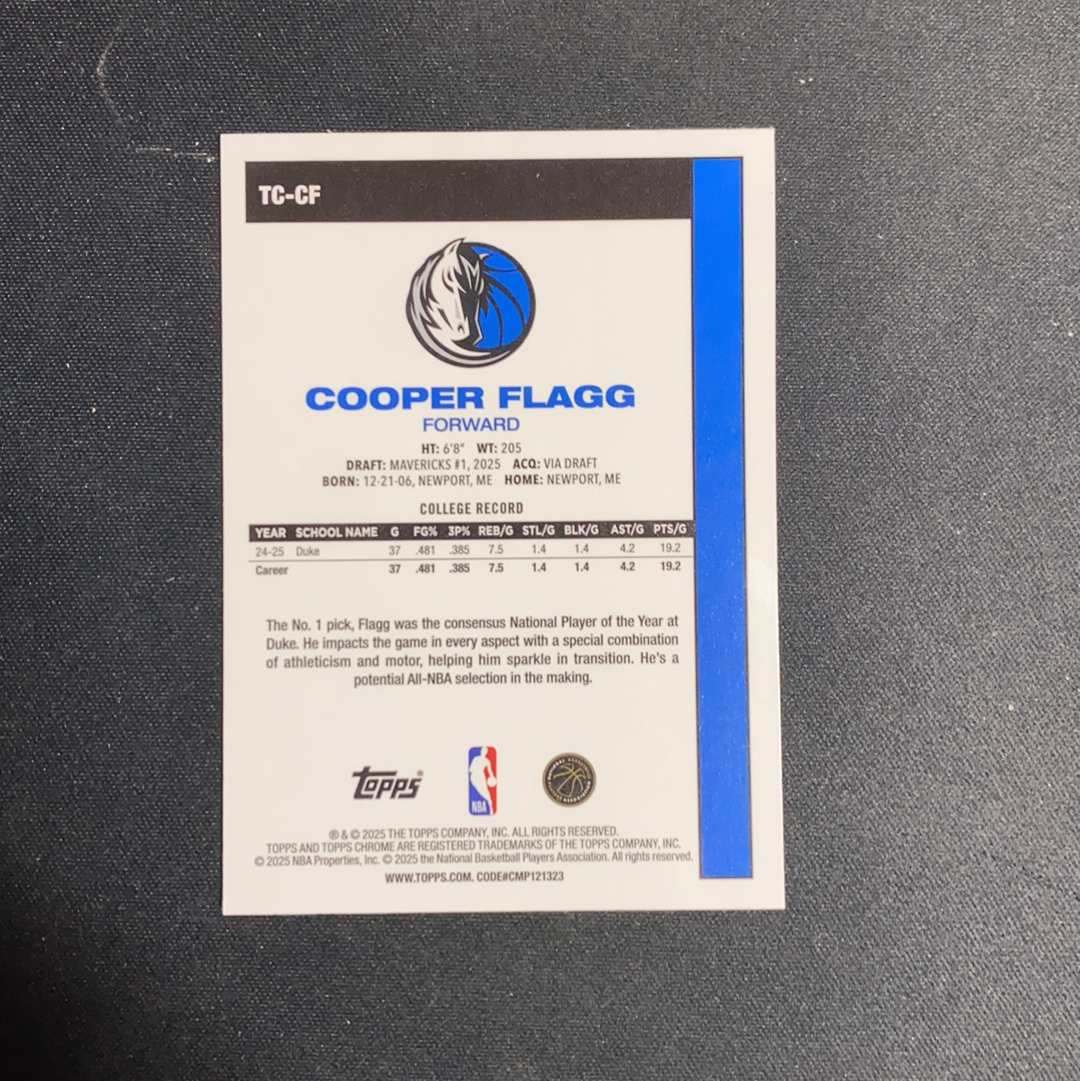 TC-CF
COOPER FLAGG
FORWARD
HT: 6'8" WT: 205
DRAFT: MAVERICKS #1, 2025 ACQ: VIA DRAFT
BORN: 12-21-06, NEWPORT, ME HOME: NEWPORT, ME
COLLEGE RECORD
YEAR SCHOOL NAME G FG% 3P% REB/G STL/G BLK/G AST/G PTS/G
24-25 Duke 37 .481 .385 7.5 1.4 1.4 4.2 19.2
Career 37 .481 .385 7.5 1.4 1.4 4.2 19.2
The No. 1 pick, Flagg was the consensus National Player of the Year at
Duke. He impacts the game in every aspect with a special combination
of athleticism and motor, helping him sparkle in transition. He's a
potential All-NBA selection in the making.
topps®
NBA
® & © 2025 THE TOPPS COMPANY, INC. ALL RIGHTS RESERVED.
TOPPS AND TOPPS CHROME ARE REGISTERED TRADEMARKS OF THE TOPPS COMPANY, INC.
© 2025 NBA Properties, Inc. © 2025 the National Basketball Players Association. All rights reserved.
WWW.TOPPS.COM. CODE#CMP121323